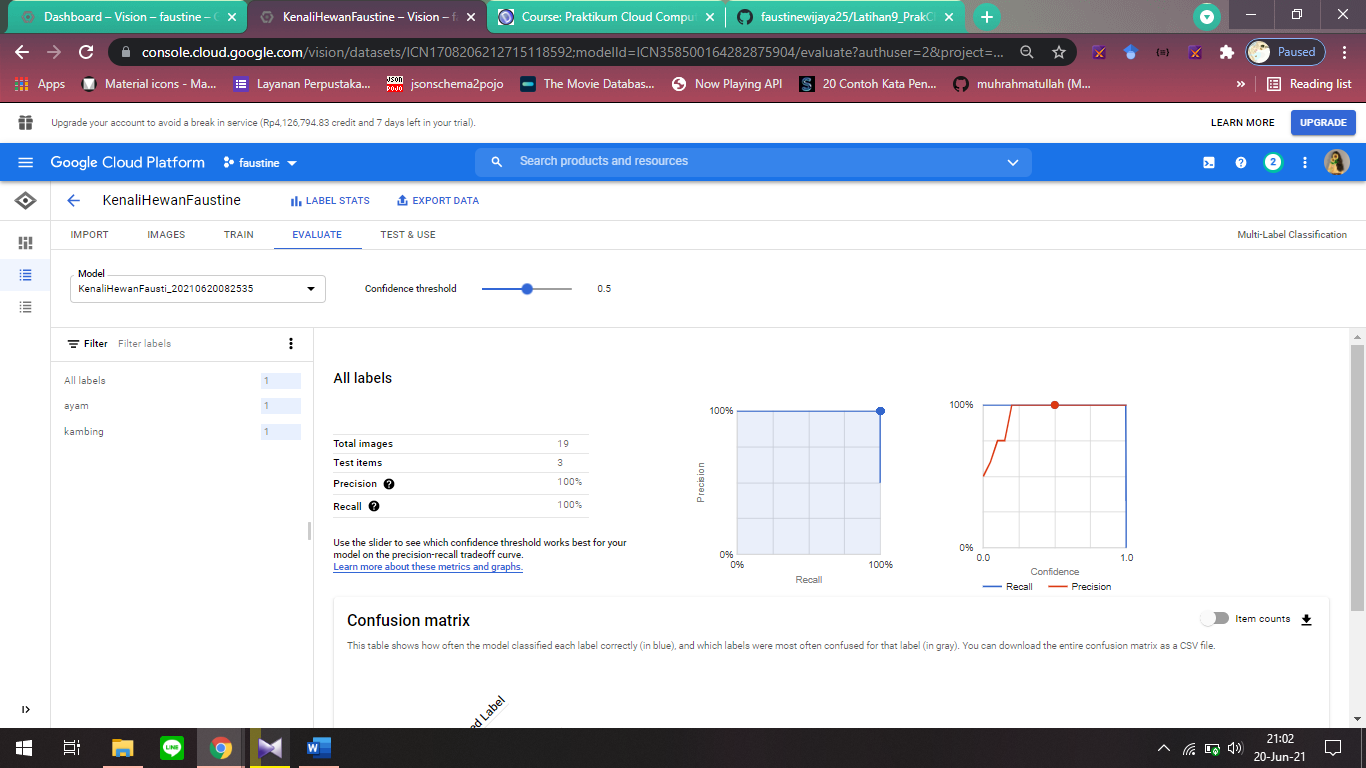 Dashboard – Vision – faustine – G
KenaliHewanFaustine – Vision – f
Course: Praktikum Cloud Comput
faustinewijaya25/Latihan9_PrakCl
console.cloud.google.com/vision/datasets/ICN1708206212715118592;modelId=ICN358500164282875904/evaluate?authuser=2&project=...
Paused
Apps
Material icons - Ma...
Layanan Perpustaka...
JSON POJO
jsonschema2pojo
The Movie Databas...
Now Playing API
20 Contoh Kata Pen...
muhrahmatullah (M...
»
Reading list
Upgrade your account to avoid a break in service (Rp4,126,794.83 credit and 7 days left in your trial).
LEARN MORE
UPGRADE
Google Cloud Platform
faustine
Search products and resources
2
KenaliHewanFaustine
LABEL STATS
EXPORT DATA
IMPORT
IMAGES
TRAIN
EVALUATE
TEST & USE
Multi-Label Classification
Model
KenaliHewanFausti_20210620082535
Confidence threshold
0.5
Filter
Filter labels
All labels 1
ayam 1
kambing 1
All labels
Total images 19
Test items 3
Precision 100%
Recall 100%
Use the slider to see which confidence threshold works best for your
model on the precision-recall tradeoff curve.
Learn more about these metrics and graphs.
100%
Precision
0%
0%
100%
Recall
100%
0%
0.0
1.0
Confidence
Recall
Precision
Confusion matrix
Item counts
This table shows how often the model classified each label correctly (in blue), and which labels were most often confused for that label (in gray). You can download the entire confusion matrix as a CSV file.
Label
LINE
W
21:02
20-Jun-21